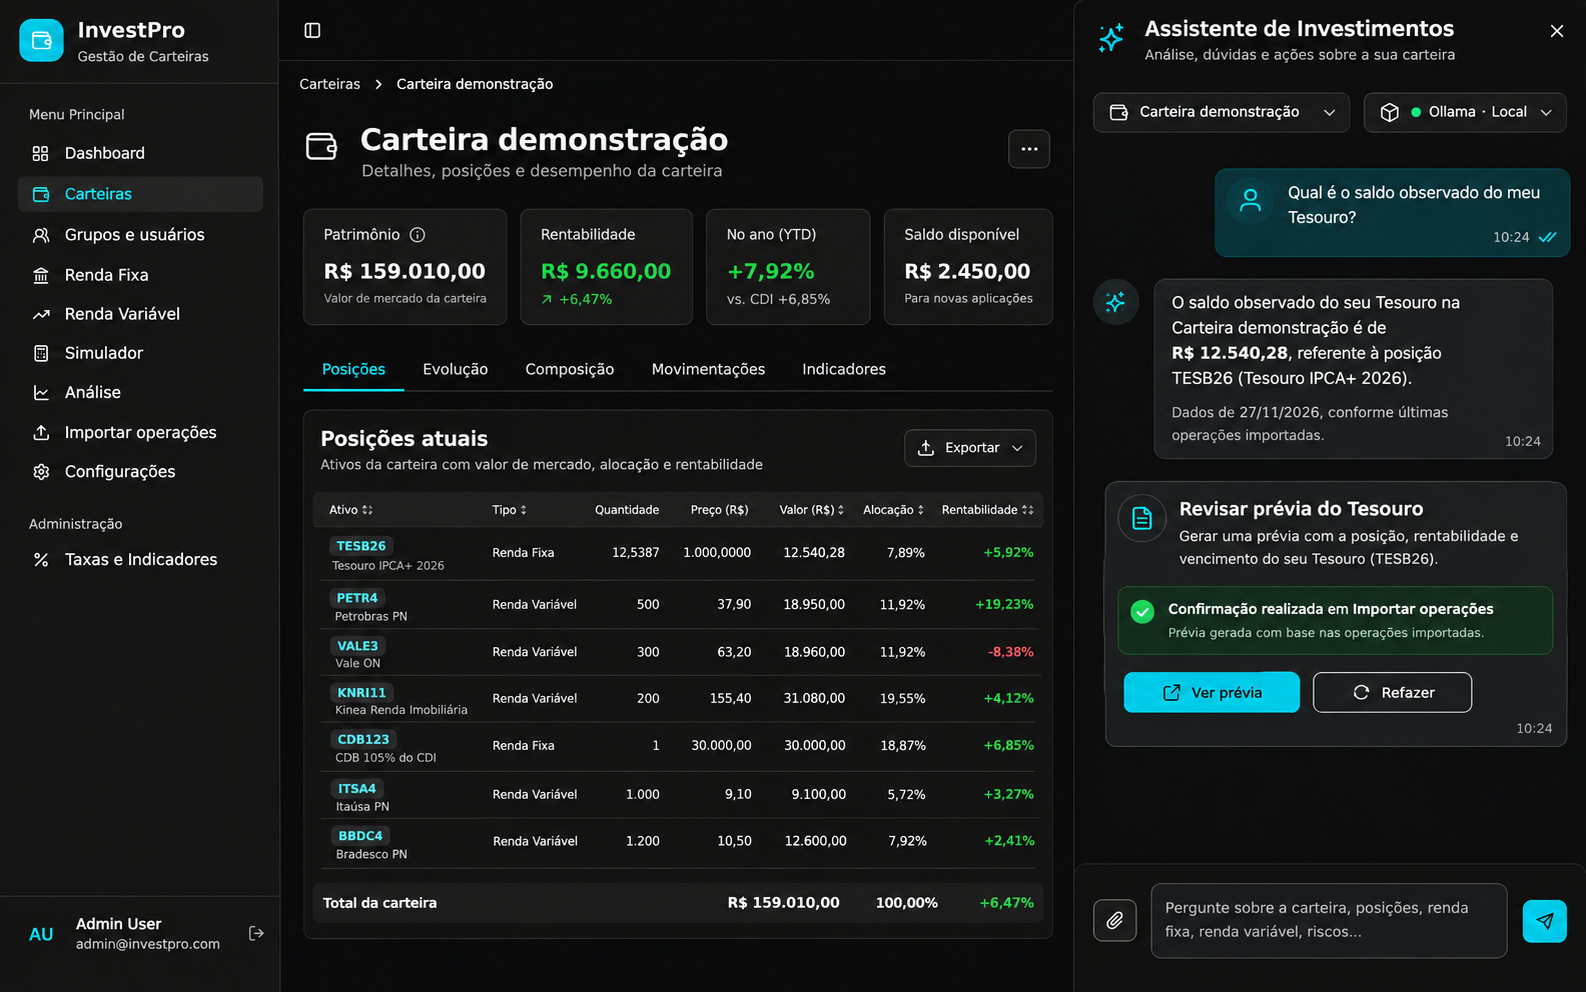 InvestPro
Gestão de Carteiras
Menu Principal
Dashboard
Carteiras
Grupos e usuários
Renda Fixa
Renda Variável
Simulador
Análise
Importar operações
Configurações
Administração
Taxas e Indicadores
AU
Admin User
admin@investpro.com
Carteiras > Carteira demonstração
Carteira demonstração
Detalhes, posições e desempenho da carteira
Patrimônio
R$ 159.010,00
Valor de mercado da carteira
Rentabilidade
R$ 9.660,00
+6,47%
No ano (YTD)
+7,92%
vs. CDI +6,85%
Saldo disponível
R$ 2.450,00
Para novas aplicações
Posições Evolução Composição Movimentações Indicadores
Posições atuais
Ativos da carteira com valor de mercado, alocação e rentabilidade
Exportar
Ativo Tipo Quantidade Preço (R$) Valor (R$) Alocação Rentabilidade
TESB26
Tesouro IPCA+ 2026
Renda Fixa 12,5387 1.000,0000 12.540,28 7,89% +5,92%
PETR4
Petrobras PN
Renda Variável 500 37,90 18.950,00 11,92% +19,23%
VALE3
Vale ON
Renda Variável 300 63,20 18.960,00 11,92% -8,38%
KNRI11
Kinea Renda Imobiliária
Renda Variável 200 155,40 31.080,00 19,55% +4,12%
CDB123
CDB 105% do CDI
Renda Fixa 1 30.000,00 30.000,00 18,87% +6,85%
ITSA4
Itaúsa PN
Renda Variável 1.000 9,10 9.100,00 5,72% +3,27%
BBDC4
Bradesco PN
Renda Variável 1.200 10,50 12.600,00 7,92% +2,41%
Total da carteira R$ 159.010,00 100,00% +6,47%
Assistente de Investimentos
Análise, dúvidas e ações sobre a sua carteira
Carteira demonstração
Ollama · Local
Qual é o saldo observado do meu
Tesouro?
10:24
O saldo observado do seu Tesouro na
Carteira demonstração é de
R$ 12.540,28, referente à posição
TESB26 (Tesouro IPCA+ 2026).
Dados de 27/11/2026, conforme últimas
operações importadas.
10:24
Revisar prévia do Tesouro
Gerar uma prévia com a posição, rentabilidade e
vencimento do seu Tesouro (TESB26).
Confirmação realizada em Importar operações
Prévia gerada com base nas operações importadas.
Ver prévia
Refazer
10:24
Pergunte sobre a carteira, posições, renda
fixa, renda variável, riscos...